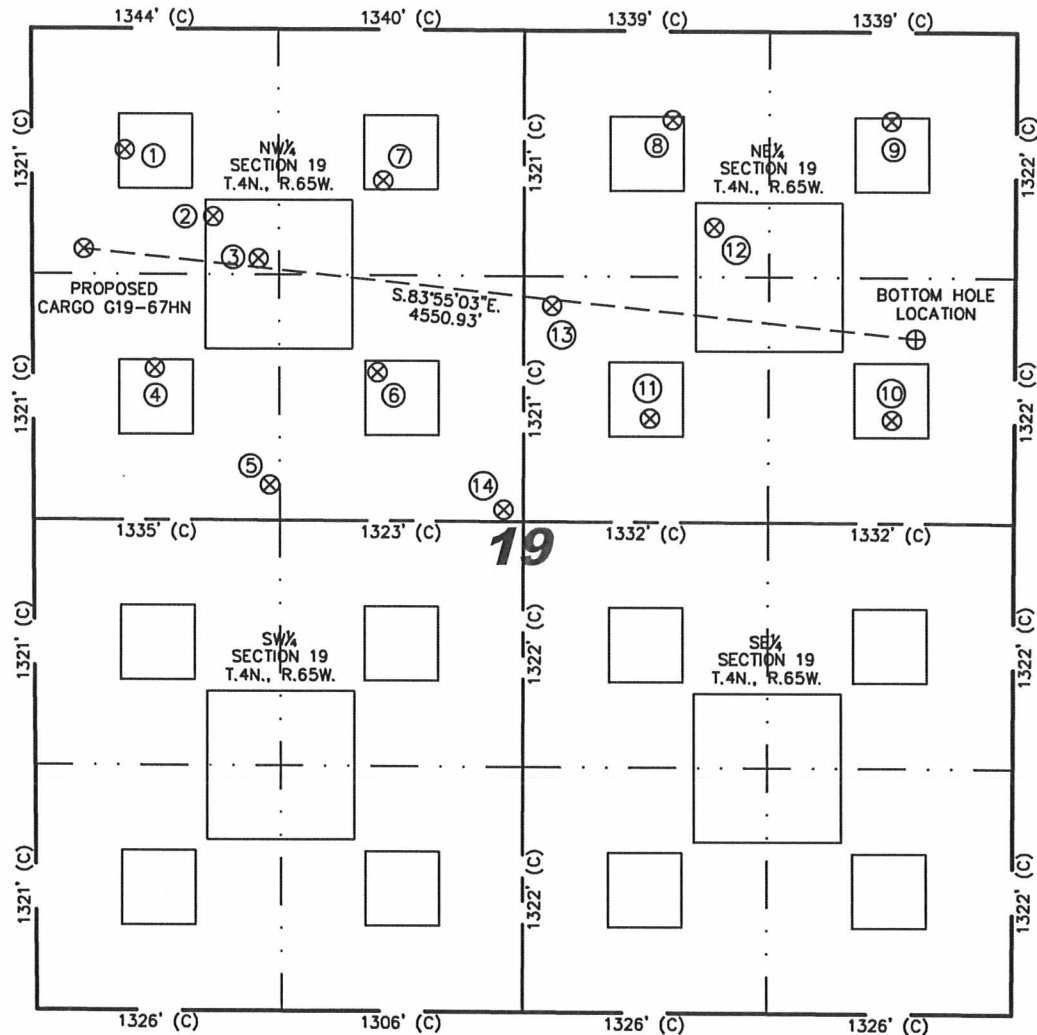 1344' (C)
1340' (C)
1339' (C)
1339' (C)
1321' (C)
1321' (C)
1322' (C)
1
7
8
9
NW¼
SECTION 19
T.4N., R.65W.
NE¼
SECTION 19
T.4N., R.65W.
2
3
12
PROPOSED
CARGO G19-67HN
S.83°55'03"E.
4550.93'
13
BOTTOM HOLE
LOCATION
1321' (C)
1321' (C)
1322' (C)
4
6
11
10
5
14
1335' (C)
1323' (C)
19
1332' (C)
1332' (C)
1321' (C)
1322' (C)
1322' (C)
SW¼
SECTION 19
T.4N., R.65W.
SE¼
SECTION 19
T.4N., R.65W.
1321' (C)
1322' (C)
1322' (C)
1326' (C)
1306' (C)
1326' (C)
1326' (C)